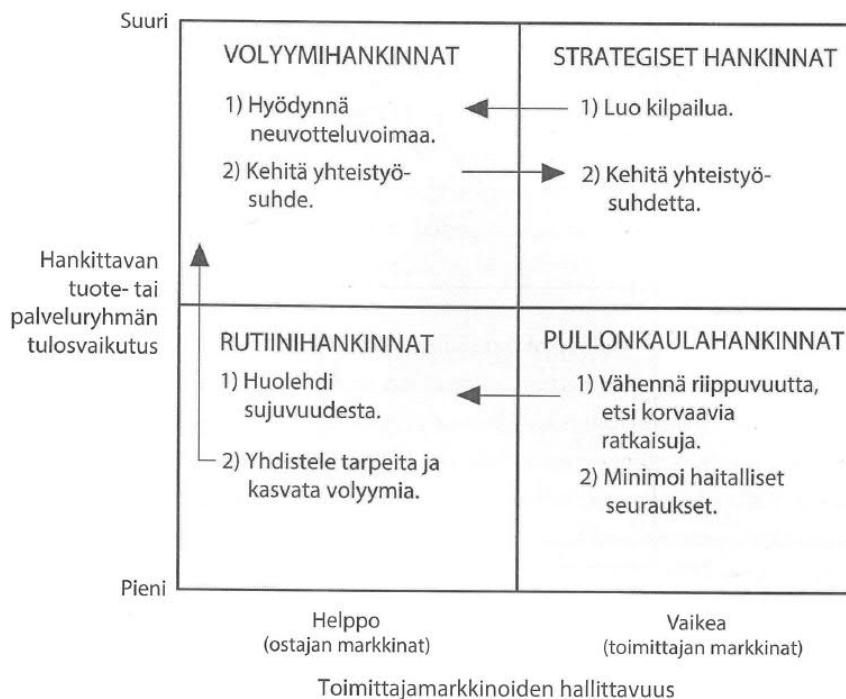 Suuri
VOLYYMIHANKINNAT
1) Hyödynnä
neuvotteluvoimaa.
2) Kehitä yhteistyö-
suhde.
STRATEGISET HANKINNAT
1) Luo kilpailua.
2) Kehitä yhteistyö-
suhdetta.
Hankittavan
tuote- tai
palveluryhmän
tulosvaikutus
RUTIINIHANKINNAT
1) Huolehdi
sujuvuudesta.
2) Yhdistele tarpeita ja
kasvata volyymia.
PULLONKAULAHANKINNAT
1) Vähennä riippuvuutta,
etsi korvaavia
ratkaisuja.
2) Minimoi haitalliset
seuraukset.
Pieni
Helppo
(ostajan markkinat)
Vaikea
(toimittajan markkinat)
Toimittajamarkkinoiden hallittavuus